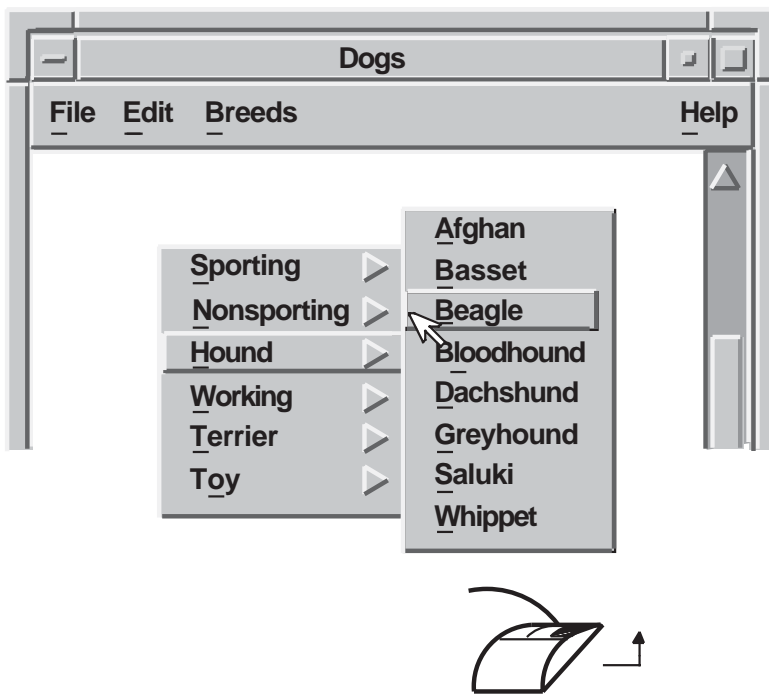 Dogs
File Edit Breeds Help
Sporting
Nonsporting
Hound
Working
Terrier
Toy
Afghan
Basset
Beagle
Bloodhound
Dachshund
Greyhound
Saluki
Whippet